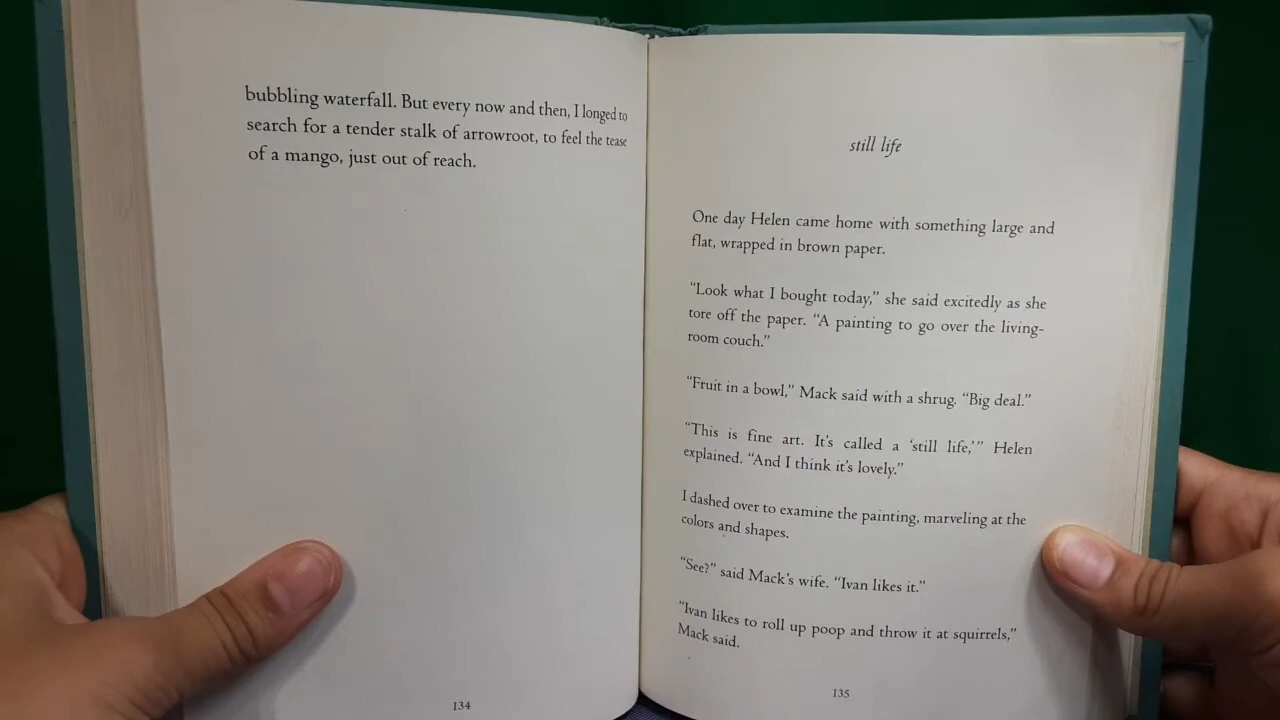 bubbling waterfall. But every now and then, I longed to
search for a tender stalk of arrowroot, to feel the tease
of a mango, just out of reach.
134
still life
One day Helen came home with something large and
flat, wrapped in brown paper.
“Look what I bought today,” she said excitedly as she
tore off the paper. “A painting to go over the living-
room couch.”
“Fruit in a bowl,” Mack said with a shrug. “Big deal.”
“This is fine art. It’s called a ‘still life,’” Helen
explained. “And I think it’s lovely.”
I dashed over to examine the painting, marveling at the
colors and shapes.
“See?” said Mack’s wife. “Ivan likes it.”
“Ivan likes to roll up poop and throw it at squirrels,”
Mack said.
135